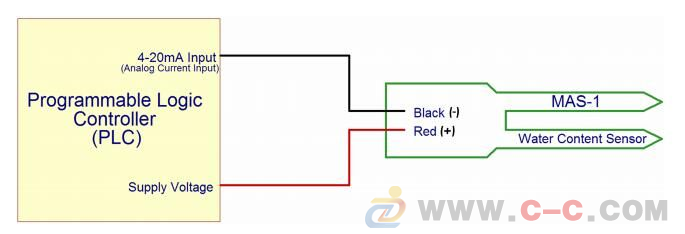 4-20mA Input
(Analog Current Input)
Programmable Logic
Controller
(PLC)
Supply Voltage
Black (-)
Red (+)
MAS-1
Water Content Sensor
www.c-c.com